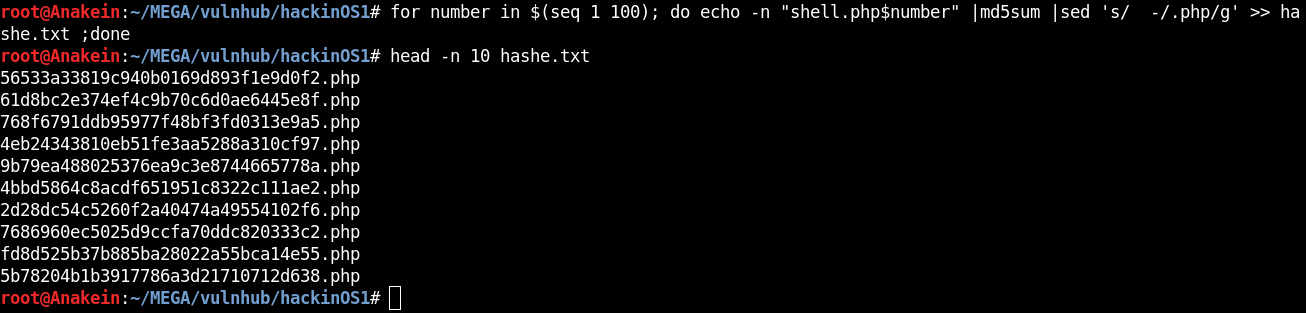 root@Anakein:~/MEGA/vulnhub/hackinOS1# for number in $(seq 1 100); do echo -n "shell.php$number" |md5sum |sed 's/  -/.php/g' >> ha
she.txt ;done
root@Anakein:~/MEGA/vulnhub/hackinOS1# head -n 10 hashe.txt
56533a33819c940b0169d893f1e9d0f2.php
61d8bc2e374ef4c9b70c6d0ae6445e8f.php
768f6791ddb95977f48bf3fd0313e9a5.php
4eb24343810eb51fe3aa5288a310cf97.php
9b79ea488025376ea9c3e8744665778a.php
4bbd5864c8acdf651951c8322c111ae2.php
2d28dc54c5260f2a40474a49554102f6.php
7686960ec5025d9ccfa70ddc820333c2.php
fd8d525b37b885ba28022a55bca14e55.php
5b78204b1b3917786a3d21710712d638.php
root@Anakein:~/MEGA/vulnhub/hackinOS1#